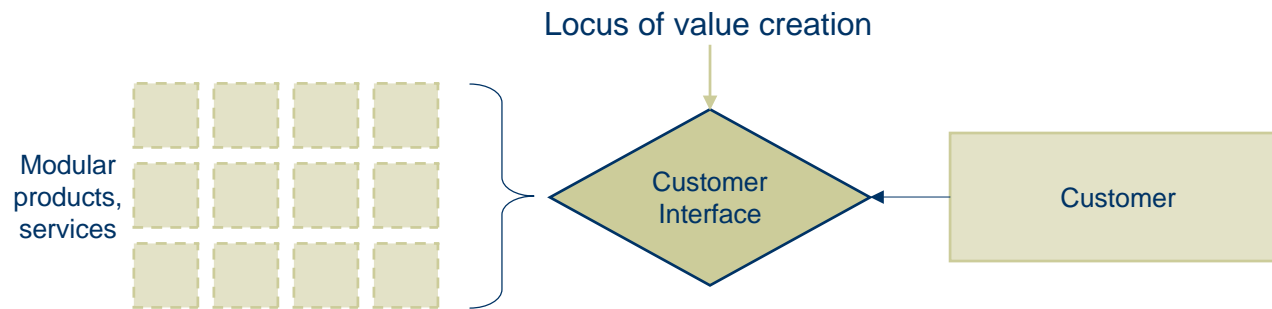 Locus of value creation
Modular
products,
services
Customer
Interface
Customer